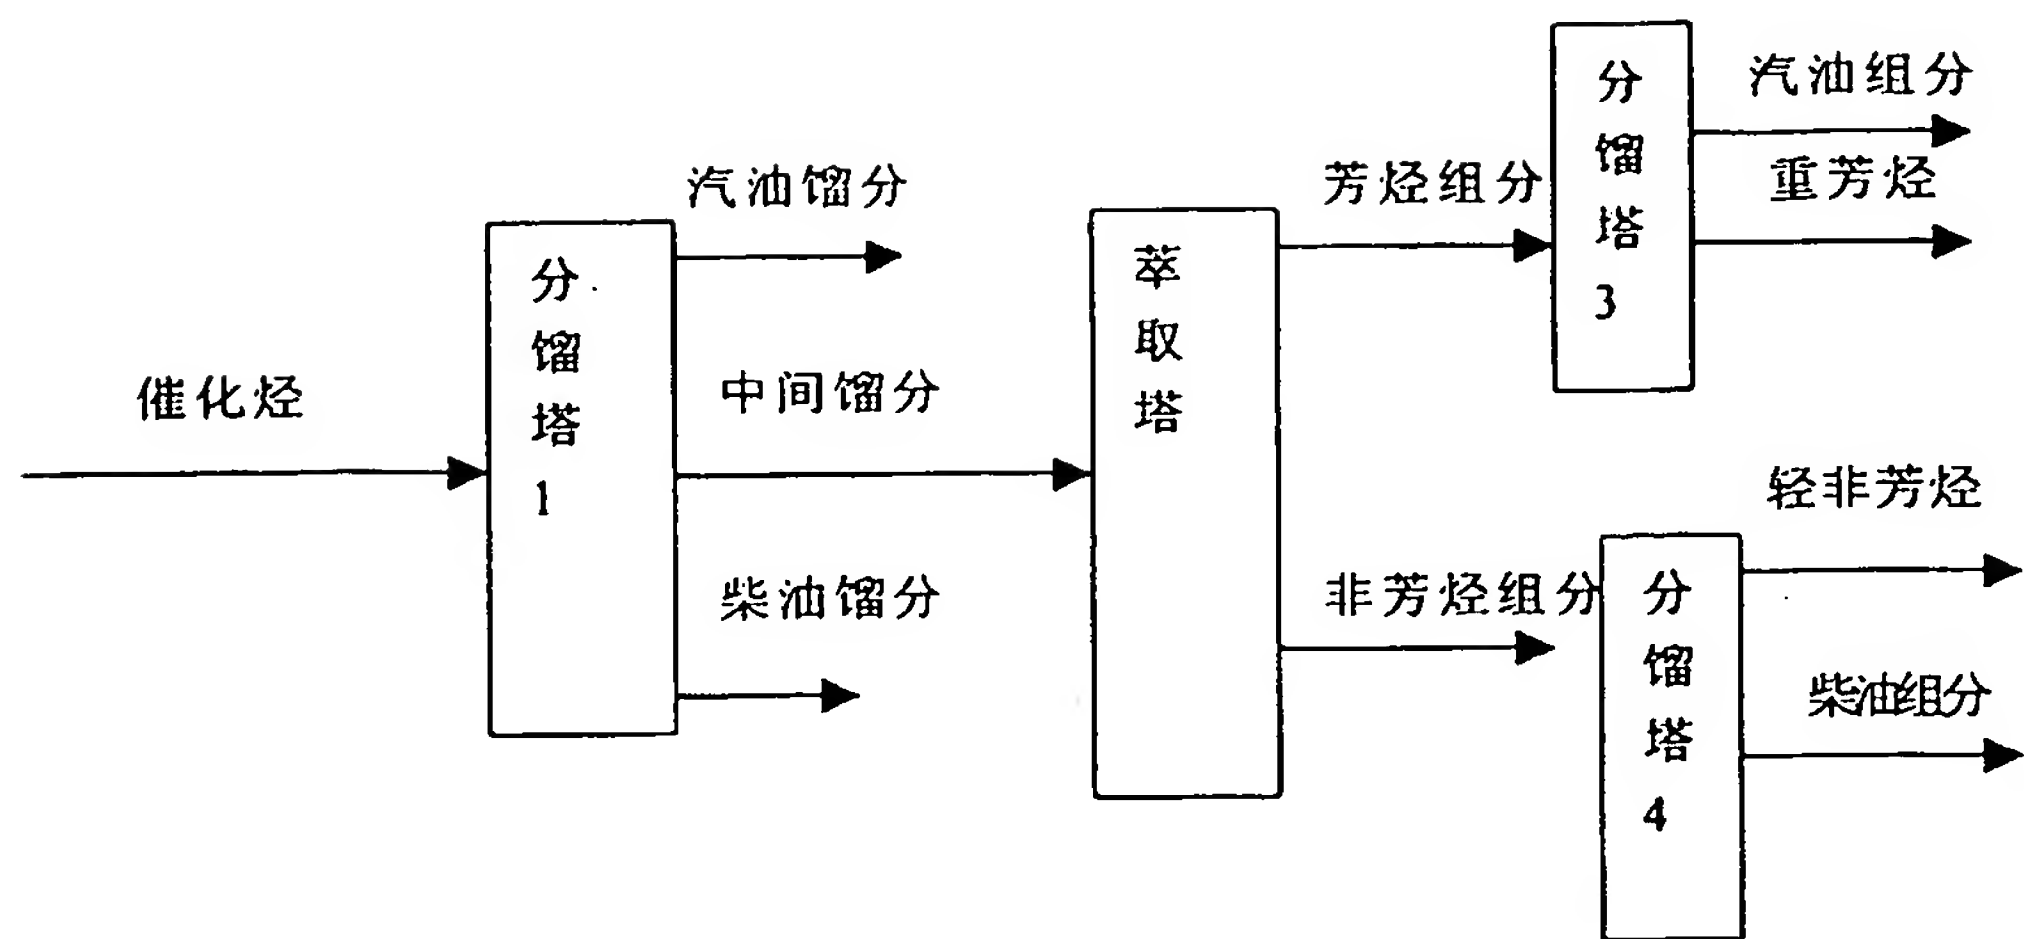 催化烃
分馏塔1
汽油馏分
中间馏分
柴油馏分
萃取塔
芳烃组分
非芳烃组分
分馏塔3
汽油组分
重芳烃
分馏塔4
轻非芳烃
柴油组分